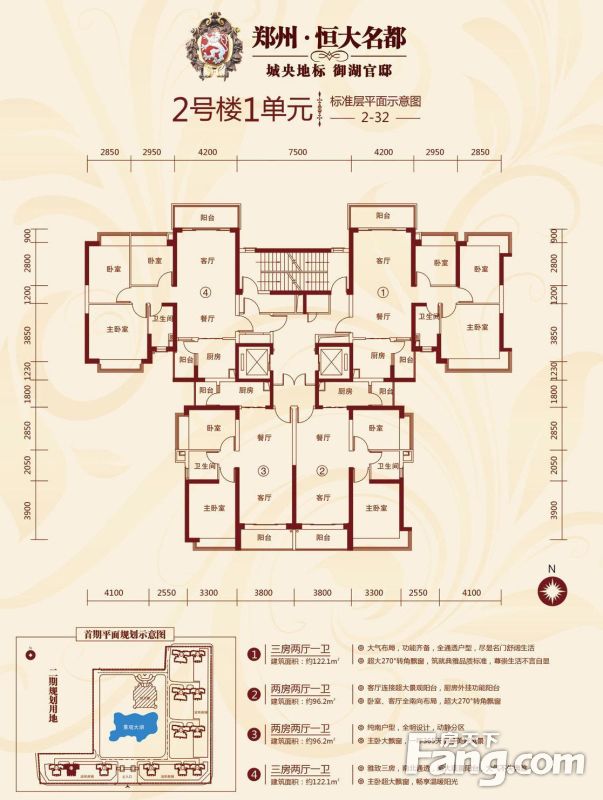 郑州·恒大名都
城央地标 御湖官邸
2号楼1单元
标准层平面示意图
2-32
2850 2950 4200 7500 4200 2950 2850
900
2800
1200
3850
1230
1800
2850
2050
3900
900
2800
1200
3850
1230
1800
2850
2050
3900
阳台 阳台
卧室 卧室 客厅 客厅 卧室 卧室
④ ①
主卧室 卫生间 餐厅 餐厅 卫生间 主卧室
阳台 厨房 厨房 阳台
阳台 厨房 厨房 阳台
卧室 餐厅 餐厅 卧室
卫生间 ③ ② 卫生间
主卧室 客厅 客厅 主卧室
阳台 阳台
4100 2550 3300 3800 3800 3300 2550 4100
N
首期平面规划示意图
二期规划用地
景观大湖
1 三房两厅一卫
建筑面积：约122.1m²
大气布局，功能齐备，全通透户型，尽显名门舒阔生活
超大270°转角飘窗，筑就典雅品质标准，尊崇生活不言自显
2 两房两厅一卫
建筑面积：约96.2m²
客厅连接超大景观阳台，厨房外挂功能阳台
卧室、客厅全南向布局，超大270°转角飘窗
3 两房两厅一卫
建筑面积：约96.2m²
纯南户型，全明设计，动静分区
主卧大飘窗，
4 三房两厅一卫
建筑面积：约122.1m²
雅致三房，南北通透，
主卧超大飘窗，畅享温暖阳光
房天下
Fang.com